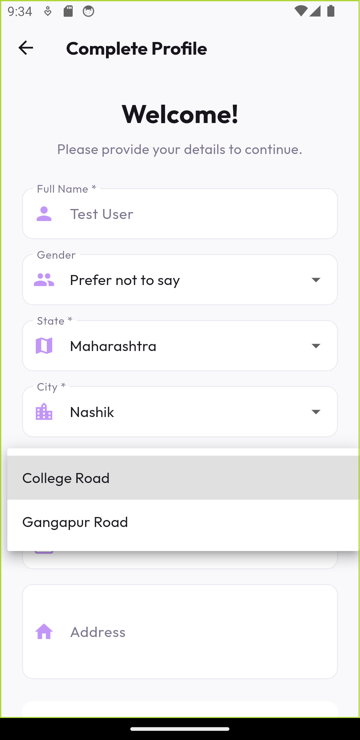 9:34
Complete Profile
Welcome!
Please provide your details to continue.
Full Name *
Test User
Gender
Prefer not to say
State *
Maharashtra
City *
Nashik
College Road
Gangapur Road
Address